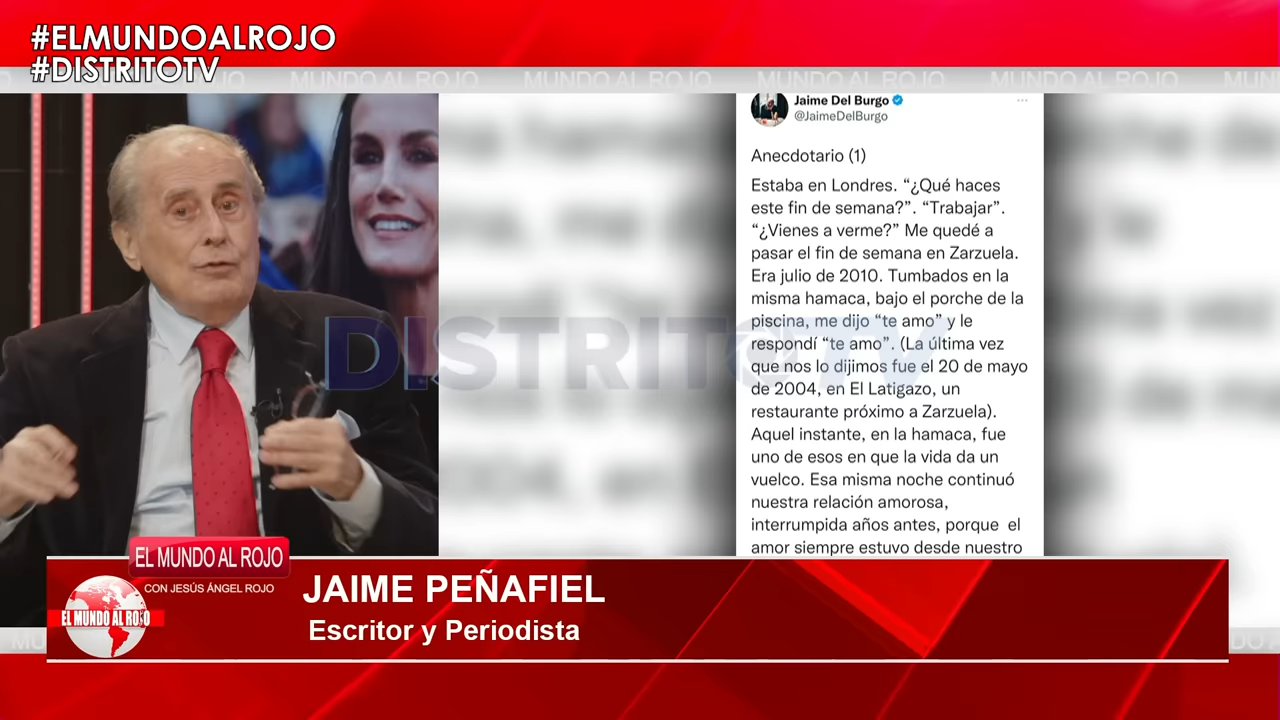 #ELMUNDOALROJO
#DISTRITOTV
MUNDO AL ROJO MUNDO AL ROJO MUNDO AL ROJO MUNDO AL ROJO
Jaime Del Burgo
@JaimeDelBurgo
Anecdotario (1)
Estaba en Londres. “¿Qué haces
este fin de semana?”. “Trabajar”.
“¿Vienes a verme?” Me quedé a
pasar el fin de semana en Zarzuela.
Era julio de 2010. Tumbados en la
misma hamaca, bajo el porche de la
piscina, me dijo “te amo” y le
respondí “te amo”. (La última vez
que nos lo dijimos fue el 20 de mayo
de 2004, en El Latigazo, un
restaurante próximo a Zarzuela).
Aquel instante, en la hamaca, fue
uno de esos en que la vida da un
vuelco. Esa misma noche continuó
nuestra relación amorosa,
interrumpida años antes, porque el
amor siempre estuvo desde nuestro
DISTRITOTV
EL MUNDO AL ROJO
CON JESÚS ÁNGEL ROJO
EL MUNDO AL ROJO
JAIME PEÑAFIEL
Escritor y Periodista